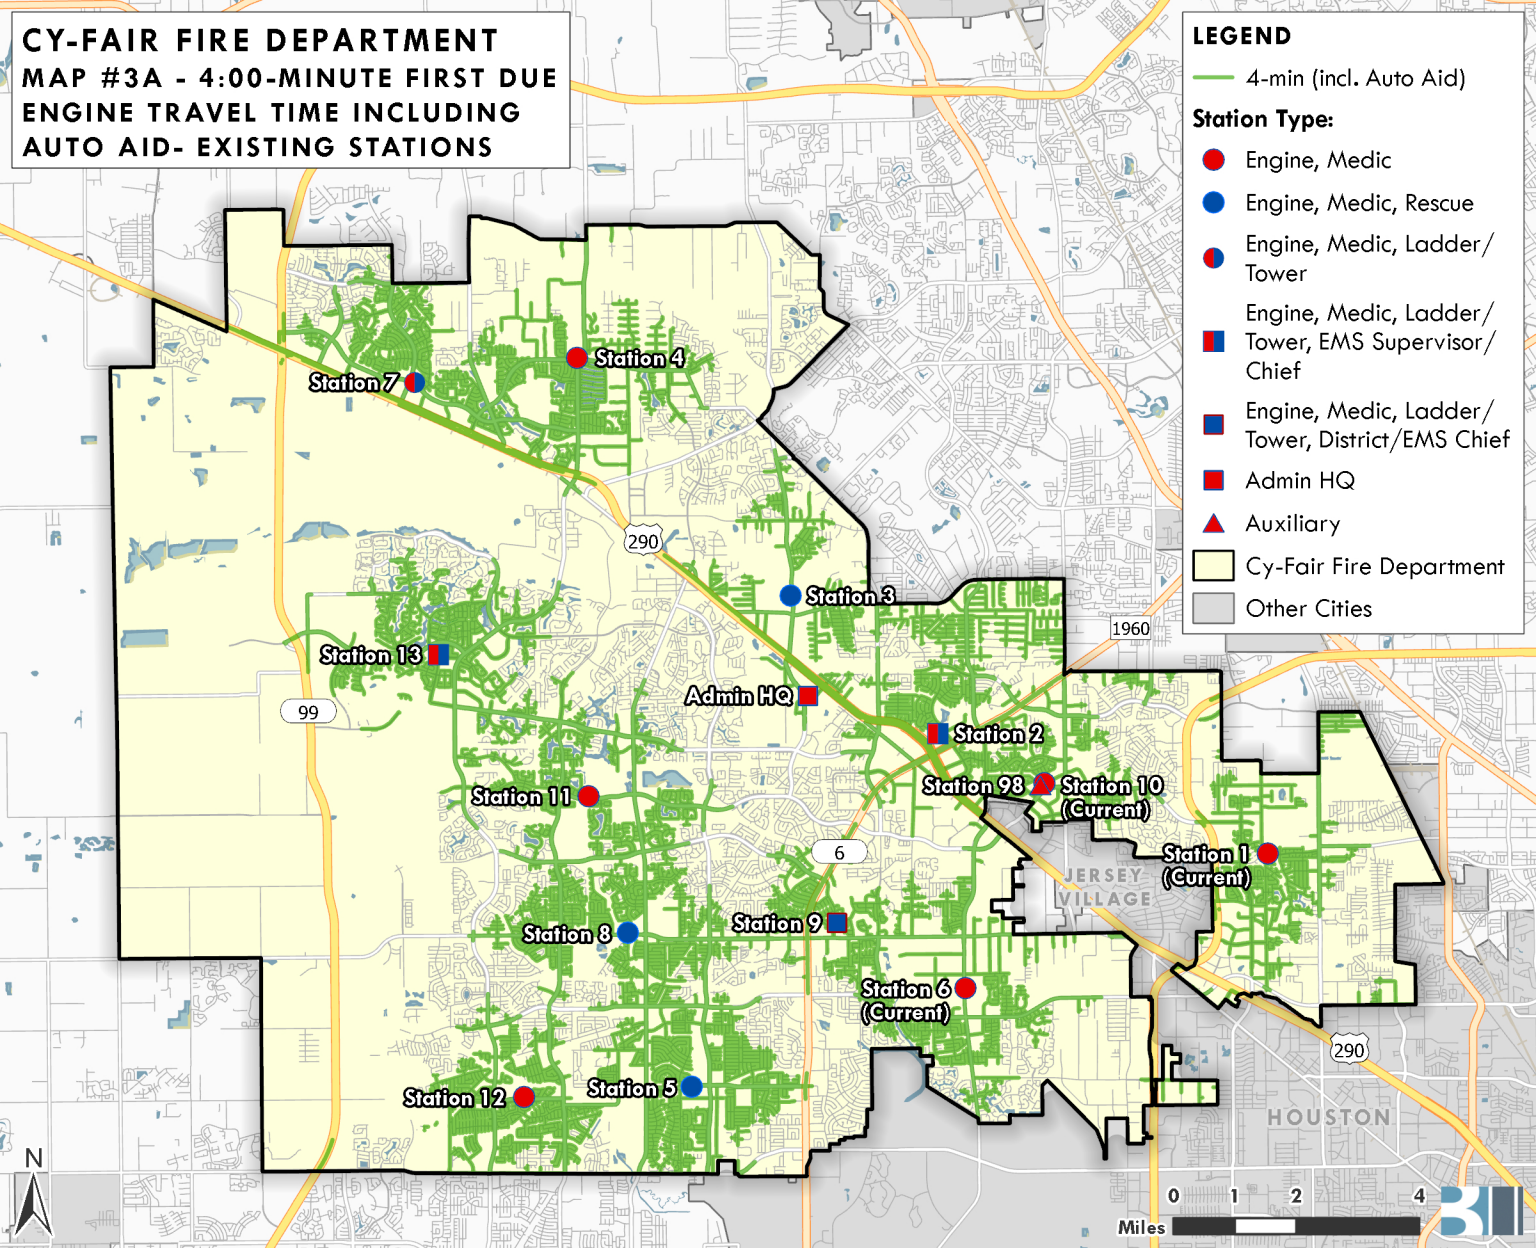 CY-FAIR FIRE DEPARTMENT
MAP #3A - 4:00-MINUTE FIRST DUE
ENGINE TRAVEL TIME INCLUDING
AUTO AID- EXISTING STATIONS
LEGEND
4-min (incl. Auto Aid)
Station Type:
Engine, Medic
Engine, Medic, Rescue
Engine, Medic, Ladder/
Tower
Engine, Medic, Ladder/
Tower, EMS Supervisor/
Chief
Engine, Medic, Ladder/
Tower, District/EMS Chief
Admin HQ
Auxiliary
Cy-Fair Fire Department
Other Cities
Station 4
Station 7
290
Station 3
1960
Station 13
Admin HQ
99
Station 2
Station 98
Station 10
(Current)
Station 11
6
Station 1
(Current)
JERSEY
VILLAGE
Station 9
Station 8
Station 6
(Current)
290
Station 5
Station 12
HOUSTON
N
0 1 2 4
Miles